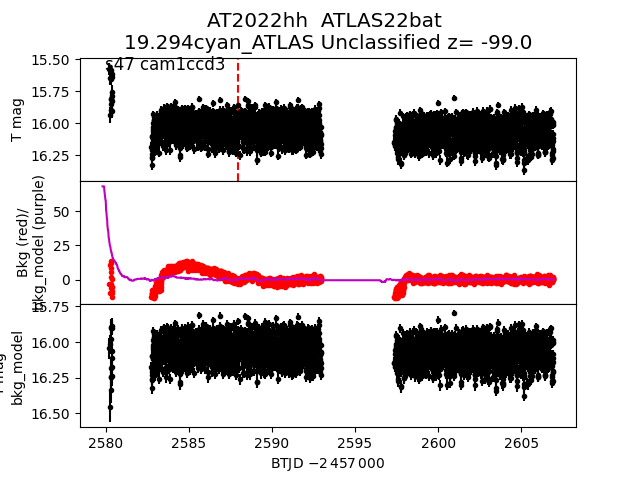 AT2022hh  ATLAS22bat
19.294cyan_ATLAS Unclassified z= -99.0
s47 cam1ccd3
15.50
15.75
16.00
16.25
T mag
50
25
0
Bkg (red)/
bkg_model (purple)
15.75
16.00
16.25
16.50
bkg_model
2580
2585
2590
2595
2600
2605
BTJD −2 457 000